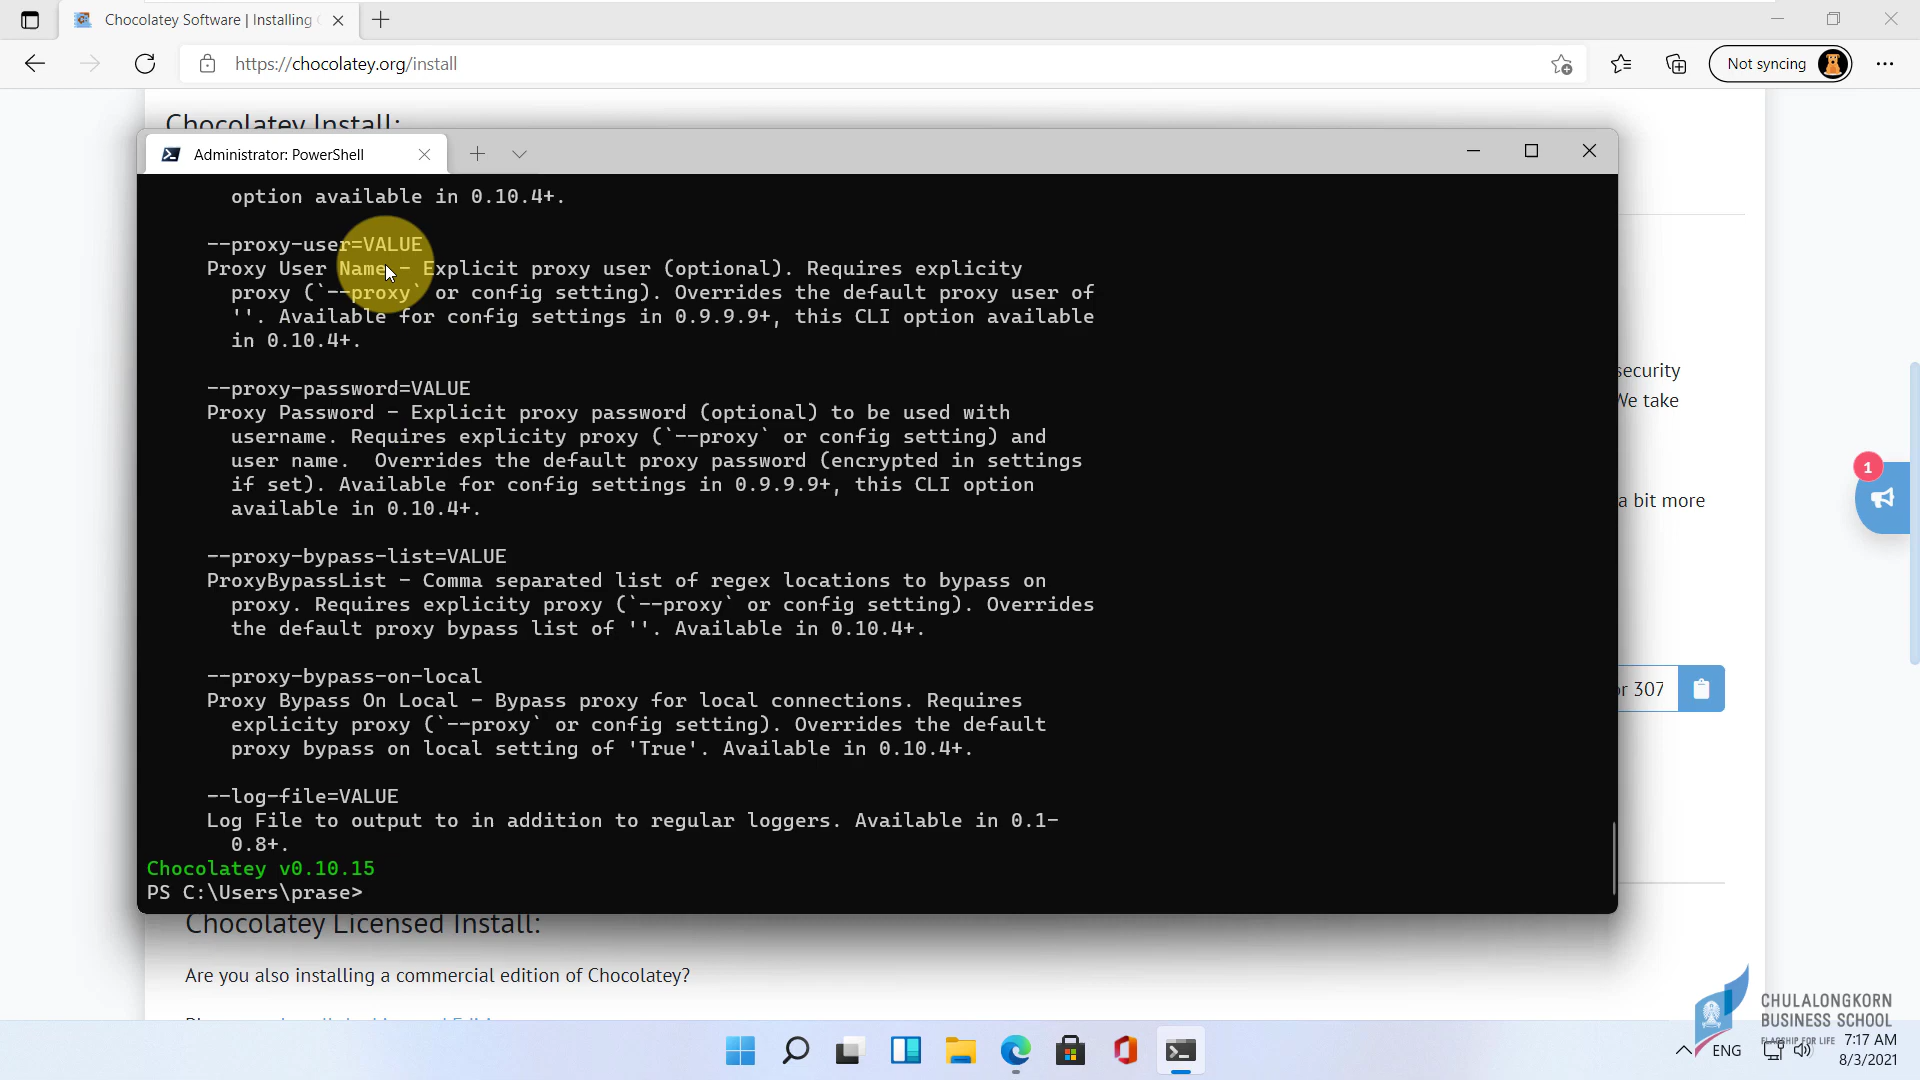 Chocolatey Software | Installing
https://chocolatey.org/install
Not syncing
Chocolatey Install:
Administrator: PowerShell
option available in 0.10.4+.
--proxy-user=VALUE
Proxy User Name - Explicit proxy user (optional). Requires explicity
proxy (`--proxy` or config setting). Overrides the default proxy user of
''. Available for config settings in 0.9.9.9+, this CLI option available
in 0.10.4+.
--proxy-password=VALUE
Proxy Password - Explicit proxy password (optional) to be used with
username. Requires explicity proxy (`--proxy` or config setting) and
user name.  Overrides the default proxy password (encrypted in settings
if set). Available for config settings in 0.9.9.9+, this CLI option
available in 0.10.4+.
--proxy-bypass-list=VALUE
ProxyBypassList - Comma separated list of regex locations to bypass on
proxy. Requires explicity proxy (`--proxy` or config setting). Overrides
the default proxy bypass list of ''. Available in 0.10.4+.
--proxy-bypass-on-local
Proxy Bypass On Local - Bypass proxy for local connections. Requires
explicity proxy (`--proxy` or config setting). Overrides the default
proxy bypass on local setting of 'True'. Available in 0.10.4+.
--log-file=VALUE
Log File to output to in addition to regular loggers. Available in 0.1-
0.8+.
Chocolatey v0.10.15
PS C:\Users\prase>
security
We take
1
a bit more
or 307
Chocolatey Licensed Install:
Are you also installing a commercial edition of Chocolatey?
CHULALONGKORN
BUSINESS SCHOOL
FLAGSHIP FOR LIFE
ENG
7:17 AM
8/3/2021